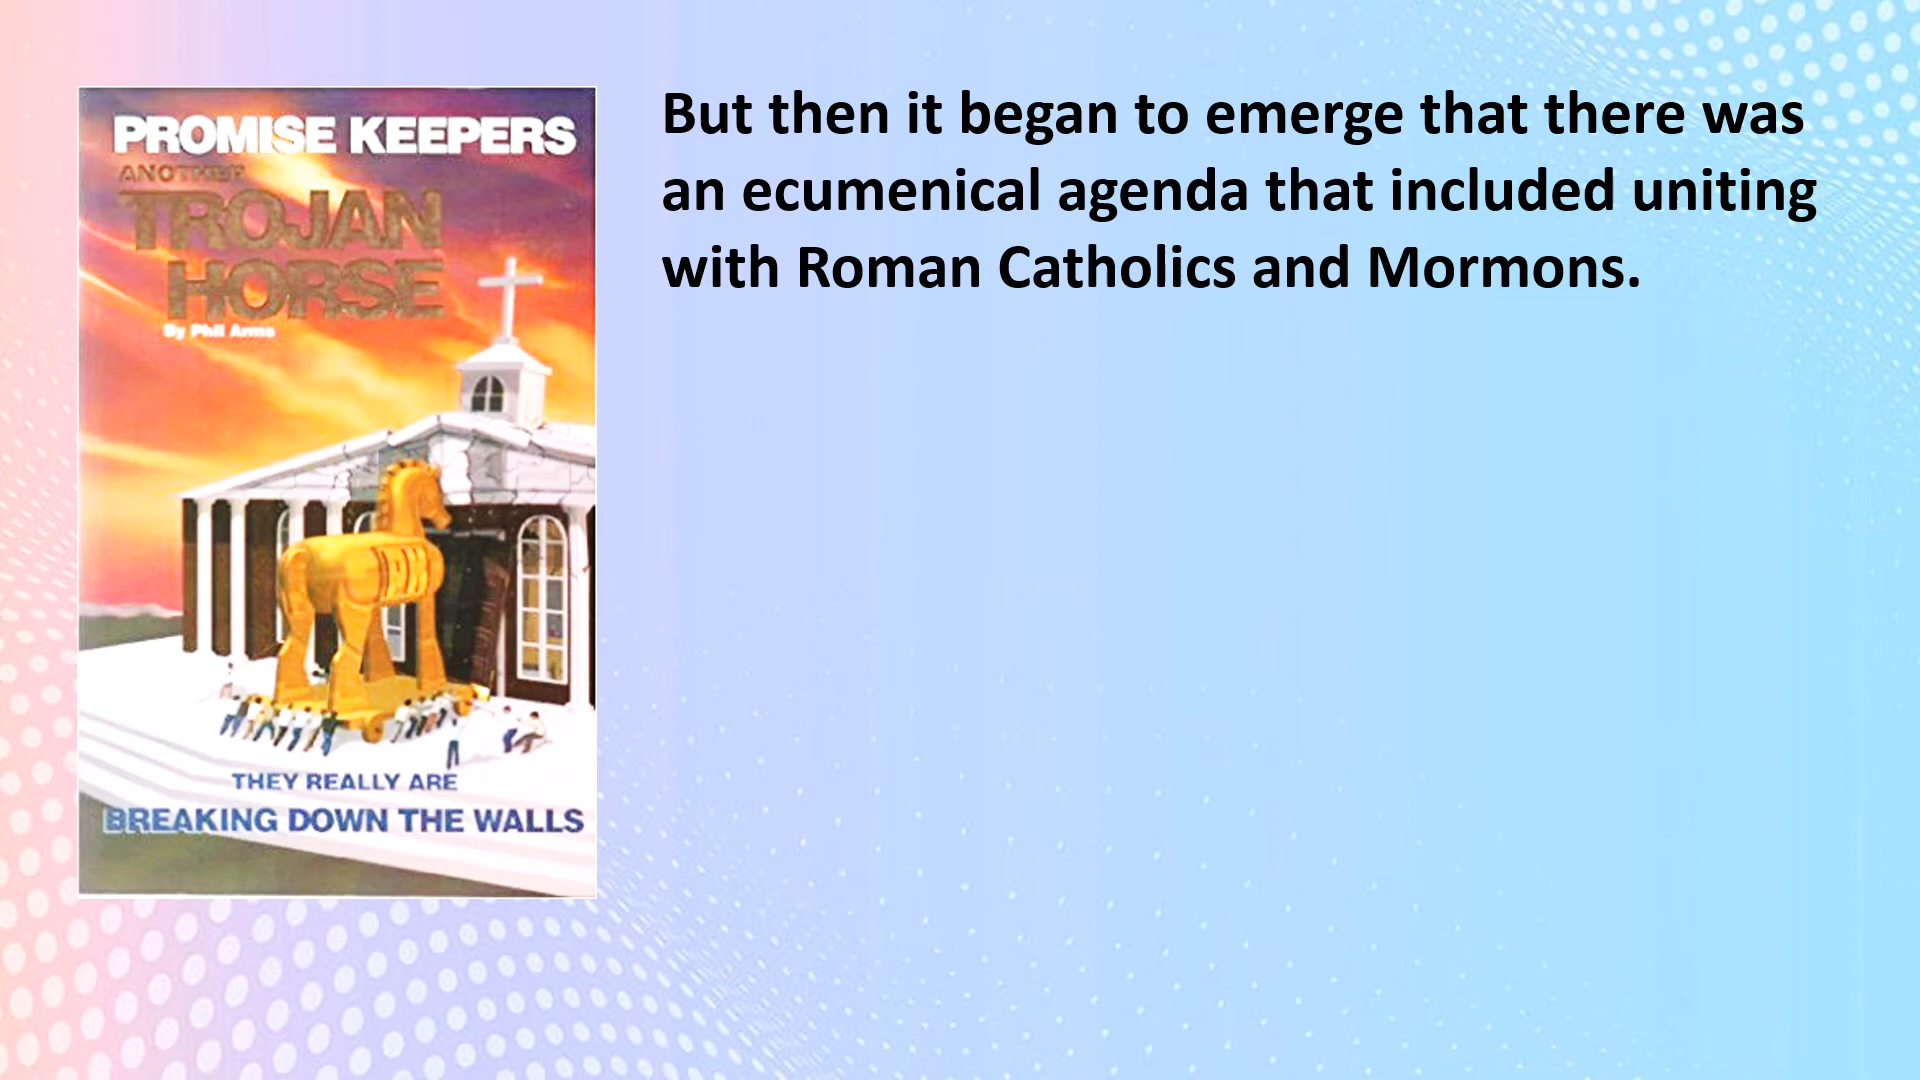 PROMISE KEEPERS
ANOTHER
TROJAN
HORSE
By Phil Arms
THEY REALLY ARE
BREAKING DOWN THE WALLS
But then it began to emerge that there was
an ecumenical agenda that included uniting
with Roman Catholics and Mormons.